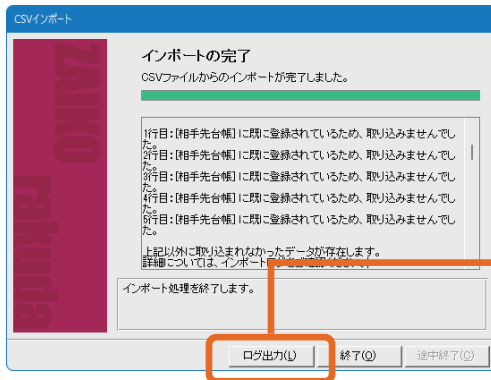 CSVインポート
ZAIKO rakuda
インポートの完了
CSVファイルからのインポートが完了しました。
1行目:[相手先台帳]に既に登録されているため、取り込みませんでし
た。
2行目:[相手先台帳]に既に登録されているため、取り込みませんでし
た。
3行目:[相手先台帳]に既に登録されているため、取り込みませんでし
た。
4行目:[相手先台帳]に既に登録されているため、取り込みませんでし
た。
5行目:[相手先台帳]に既に登録されているため、取り込みませんでし
た。
上記以外に取り込まれなかったデータが存在します。
詳細については、インポート
インポート処理を終了します。
ログ出力(L)
終了(O)
途中終了(C)